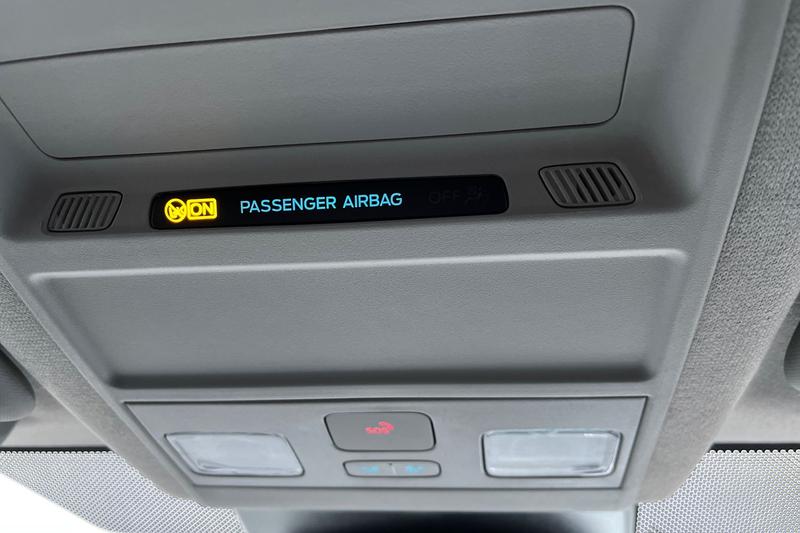 ON PASSENGER AIRBAG OFF
SOS